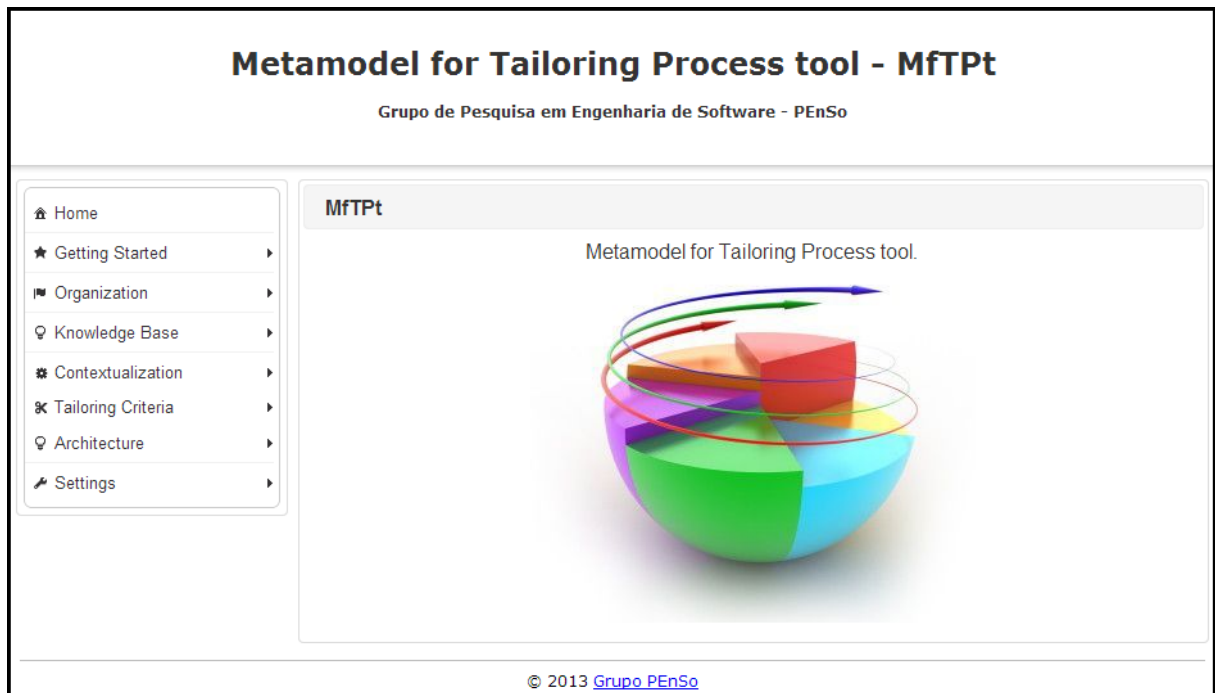 Metamodel for Tailoring Process tool - MfTPt
Grupo de Pesquisa em Engenharia de Software - PEnSo
Home
Getting Started
Organization
Knowledge Base
Contextualization
Tailoring Criteria
Architecture
Settings
MfTPt
Metamodel for Tailoring Process tool.
© 2013 Grupo PEnSo